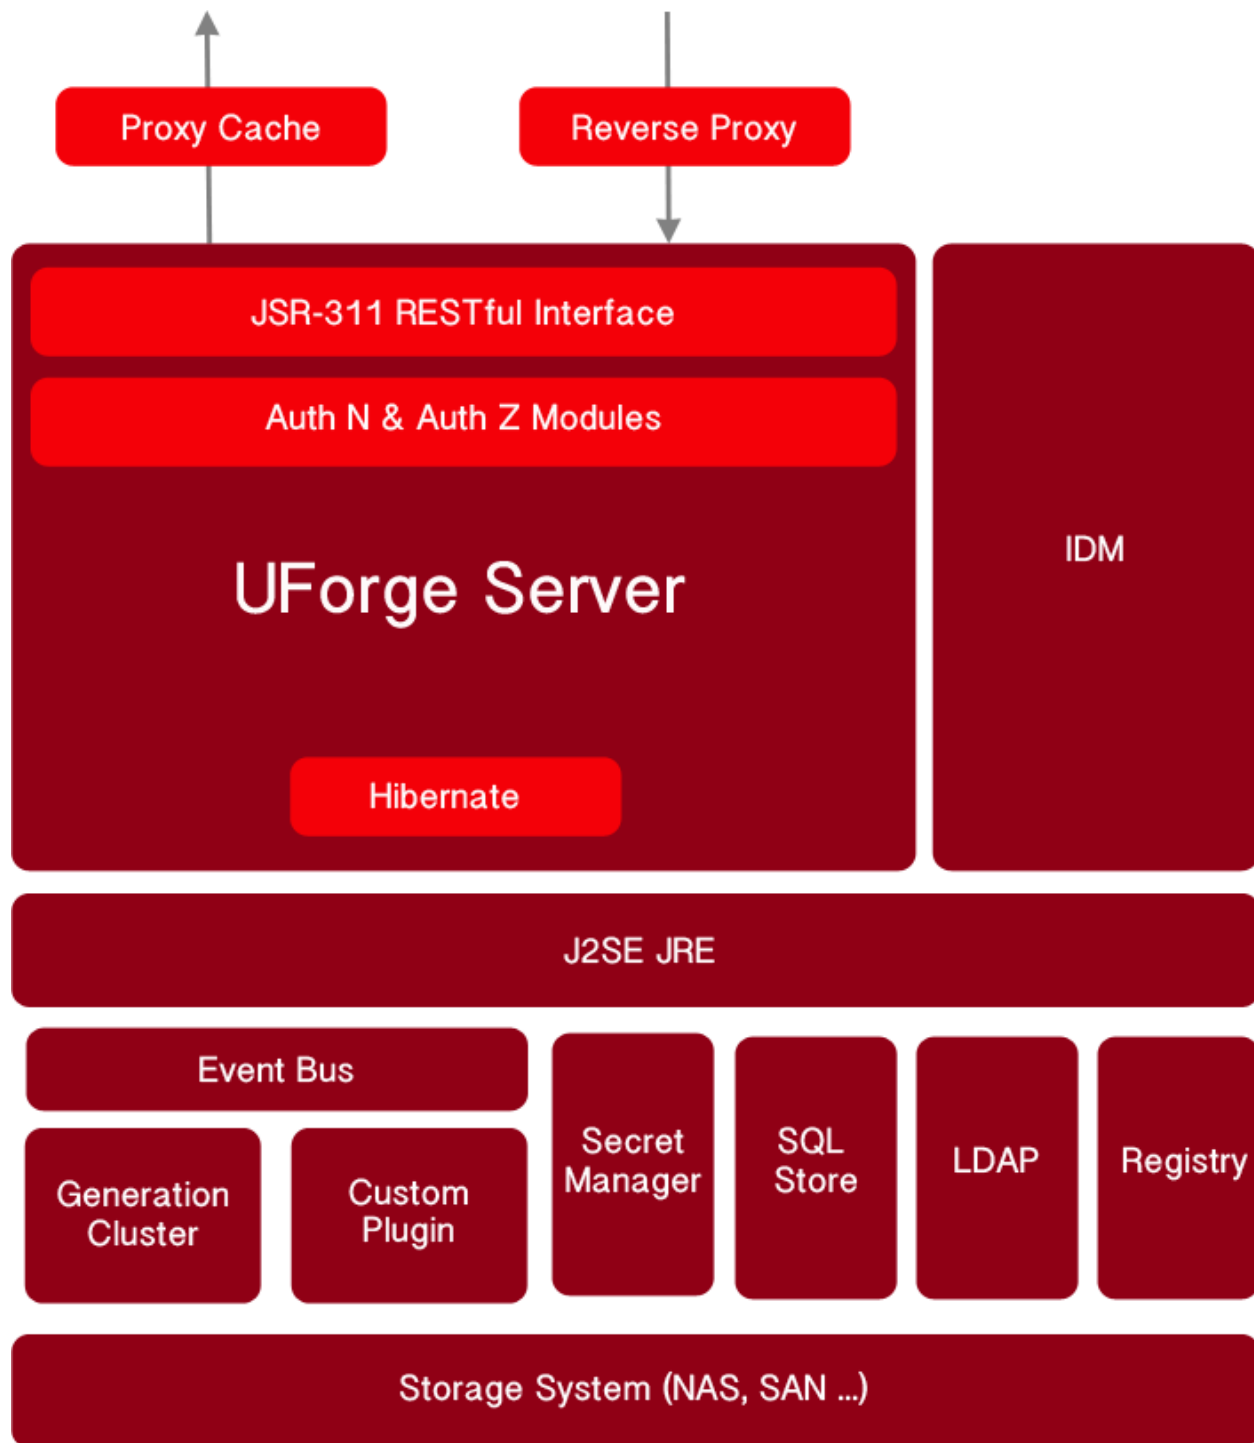 Proxy Cache
Reverse Proxy
JSR-311 RESTful Interface
Auth N & Auth Z Modules
UForge Server
IDM
Hibernate
J2SE JRE
Event Bus
Generation
Cluster
Custom
Plugin
Secret
Manager
SQL
Store
LDAP
Registry
Storage System (NAS, SAN ...)